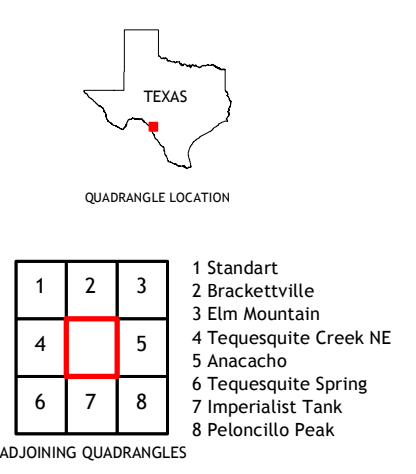 TEXAS
QUADRANGLE LOCATION
1 2 3
4 5
6 7 8
1 Standart
2 Brackettville
3 Elm Mountain
4 Tequesquite Creek NE
5 Anacacho
6 Tequesquite Spring
7 Imperialist Tank
8 Peloncillo Peak
ADJOINING QUADRANGLES